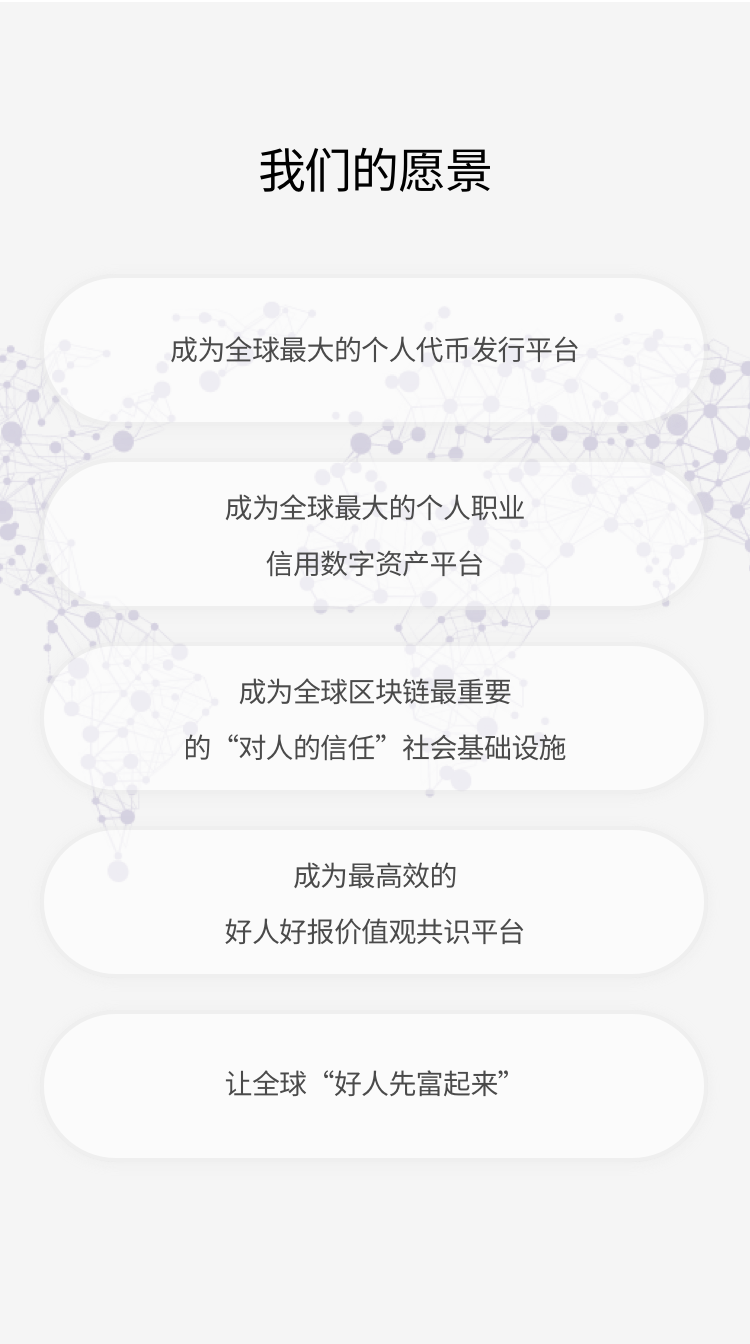 我们的愿景
成为全球最大的个人代币发行平台
成为全球最大的个人职业
信用数字资产平台
成为全球区块链最重要
的“对人的信任”社会基础设施
成为最高效的
好人好报价值观共识平台
让全球“好人先富起来”